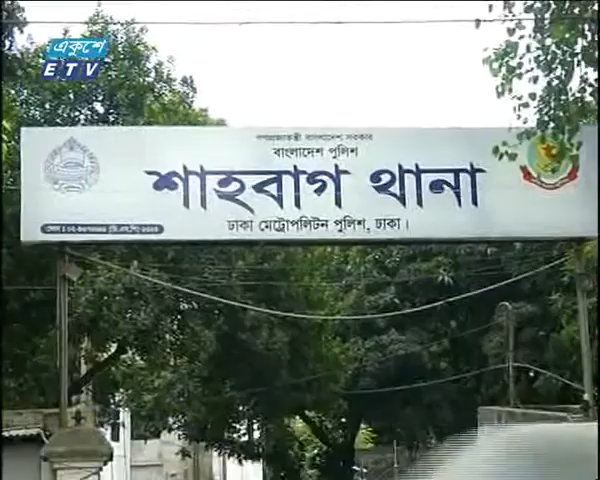 একুশে
ETV
গণপ্রজাতন্ত্রী বাংলাদেশ সরকার
বাংলাদেশ পুলিশ
শাহবাগ থানা
ঢাকা মেট্রোপলিটন পুলিশ, ঢাকা।